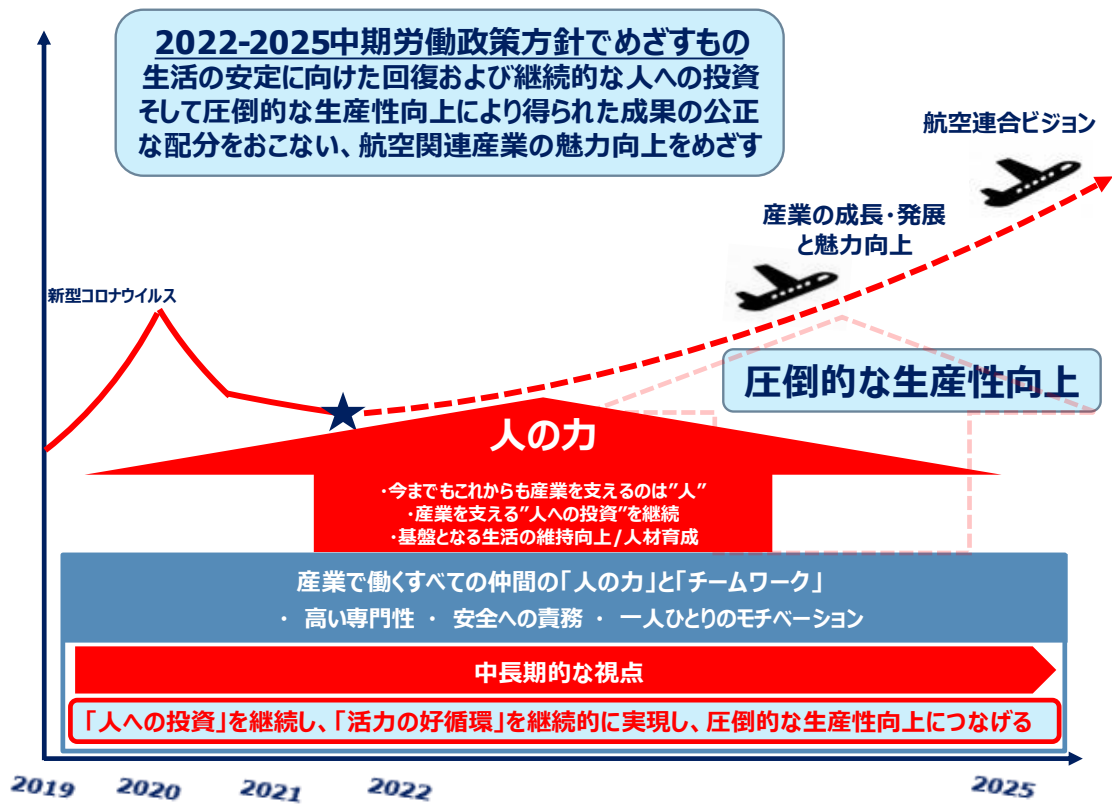 2022-2025中期労働政策方針でめざすもの
生活の安定に向けた回復および継続的な人への投資
そして圧倒的な生産性向上により得られた成果の公正
な配分をおこない、航空関連産業の魅力向上をめざす
航空連合ビジョン
産業の成長・発展
と魅力向上
新型コロナウイルス
圧倒的な生産性向上
人の力
・今までもこれからも産業を支えるのは”人”
・産業を支える”人への投資”を継続
・基盤となる生活の維持向上/人材育成
産業で働くすべての仲間の「人の力」と「チームワーク」
・ 高い専門性 ・ 安全への責務 ・ 一人ひとりのモチベーション
中長期的な視点
「人への投資」を継続し、「活力の好循環」を継続的に実現し、圧倒的な生産性向上につなげる
2019 2020 2021 2022 2025